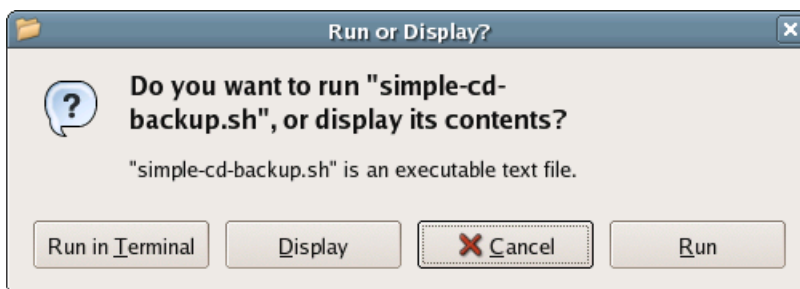 Run or Display?
Do you want to run "simple-cd-
backup.sh", or display its contents?
"simple-cd-backup.sh" is an executable text file.
Run in Terminal
Display
Cancel
Run